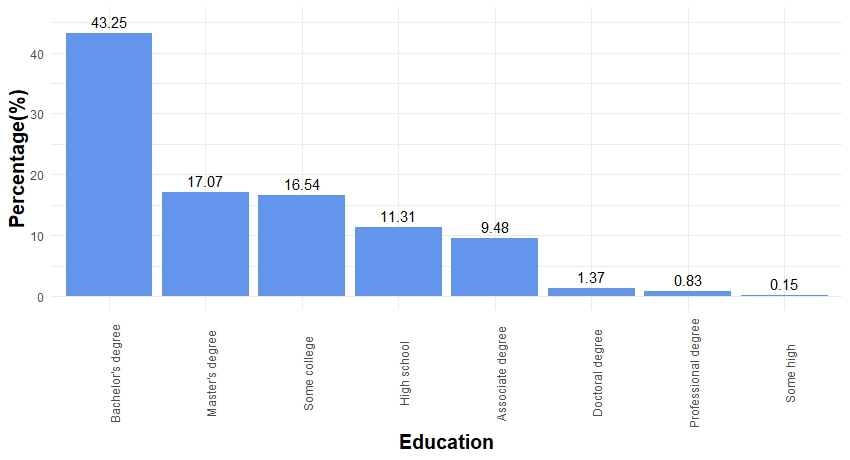 43.25
17.07
16.54
11.31
9.48
1.37
0.83
0.15
Percentage(%)
40
30
20
10
0
Bachelor's degree
Master's degree
Some college
High school
Associate degree
Doctoral degree
Professional degree
Some high
Education